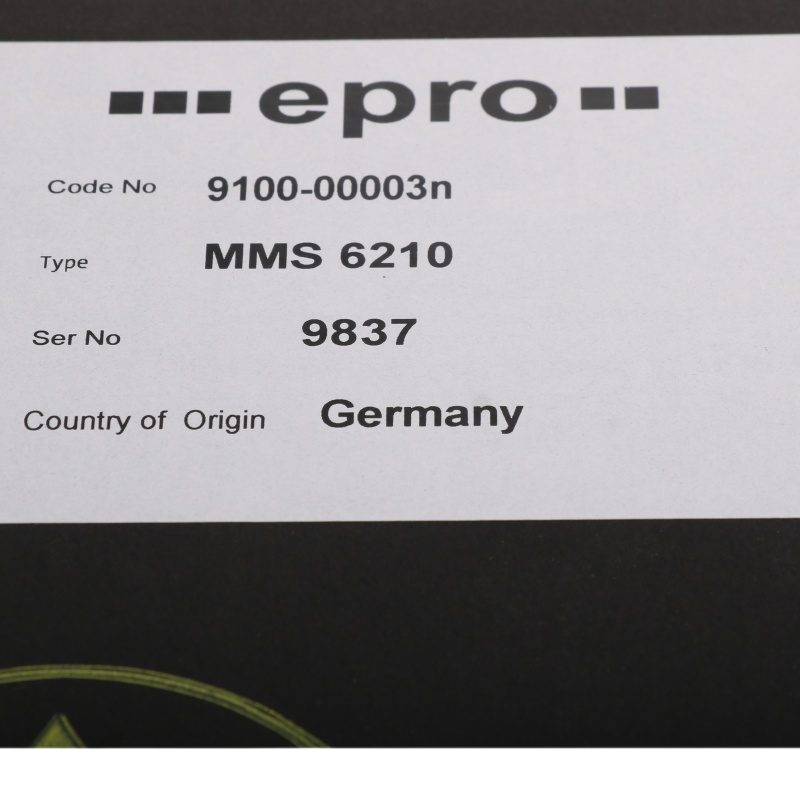 epro
Code No 9100-00003n
Type MMS 6210
Ser No 9837
Country of Origin Germany